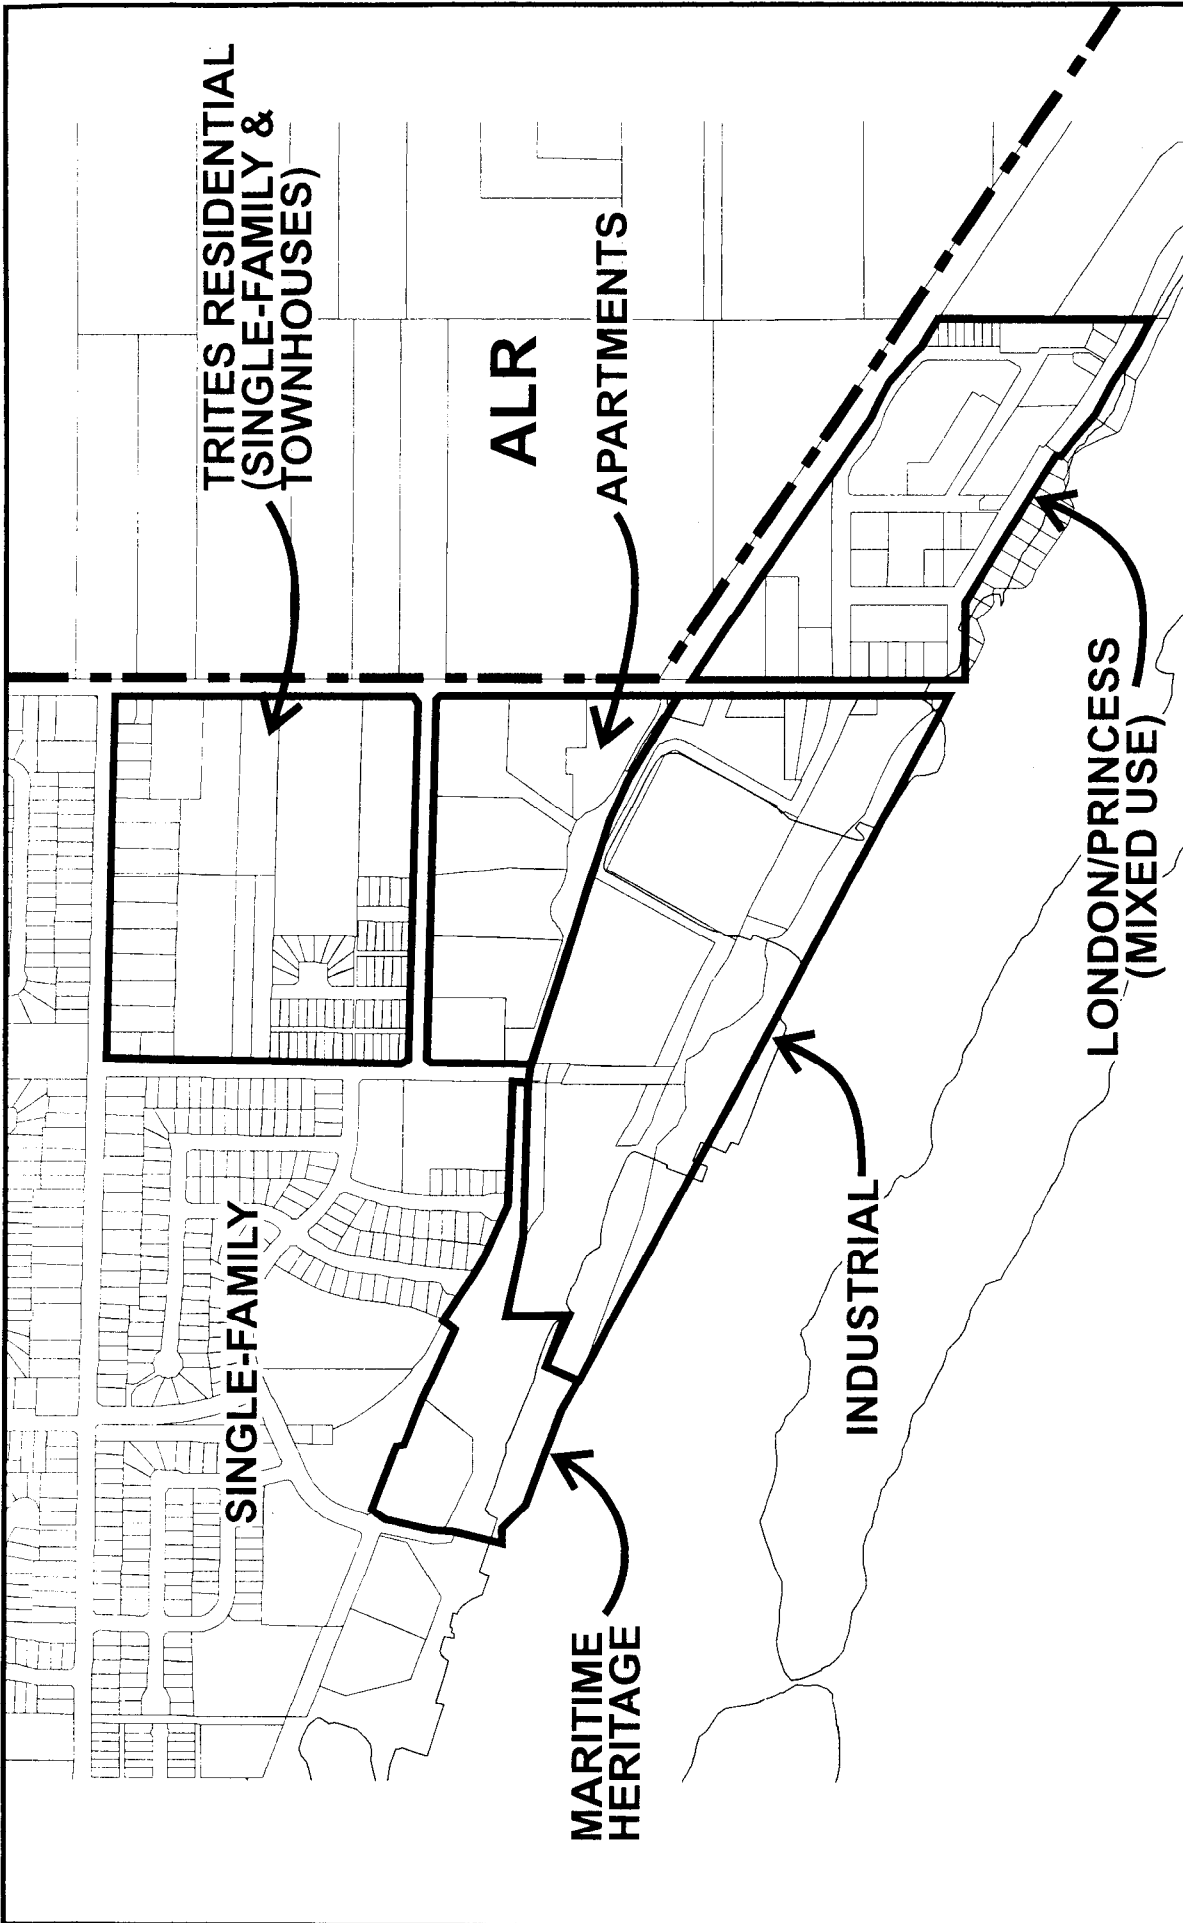 SINGLE-FAMILY
TRITES RESIDENTIAL
(SINGLE-FAMILY &
TOWNHOUSES)
ALR
APARTMENTS
MARITIME
HERITAGE
INDUSTRIAL
LONDON/PRINCESS
(MIXED USE)